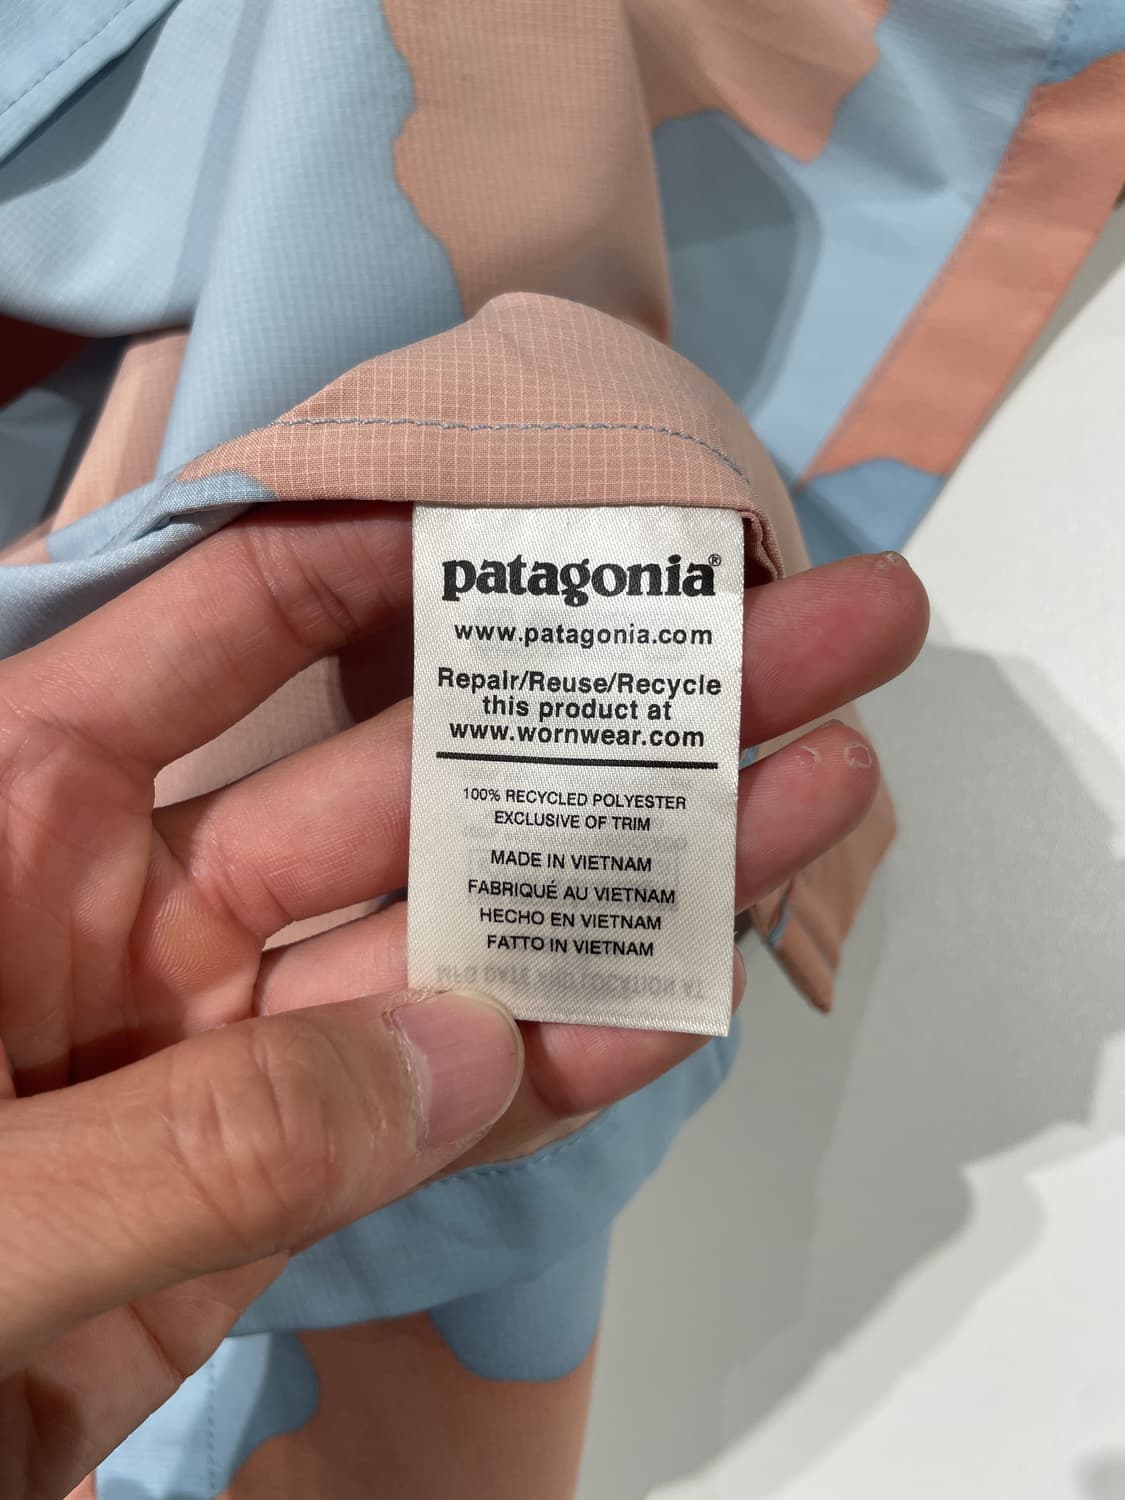 patagonia®
www.patagonia.com
Repair/Reuse/Recycle
this product at
www.wornwear.com
100% RECYCLED POLYESTER
EXCLUSIVE OF TRIM
MADE IN VIETNAM
FABRIQUÉ AU VIETNAM
HECHO EN VIETNAM
FATTO IN VIETNAM